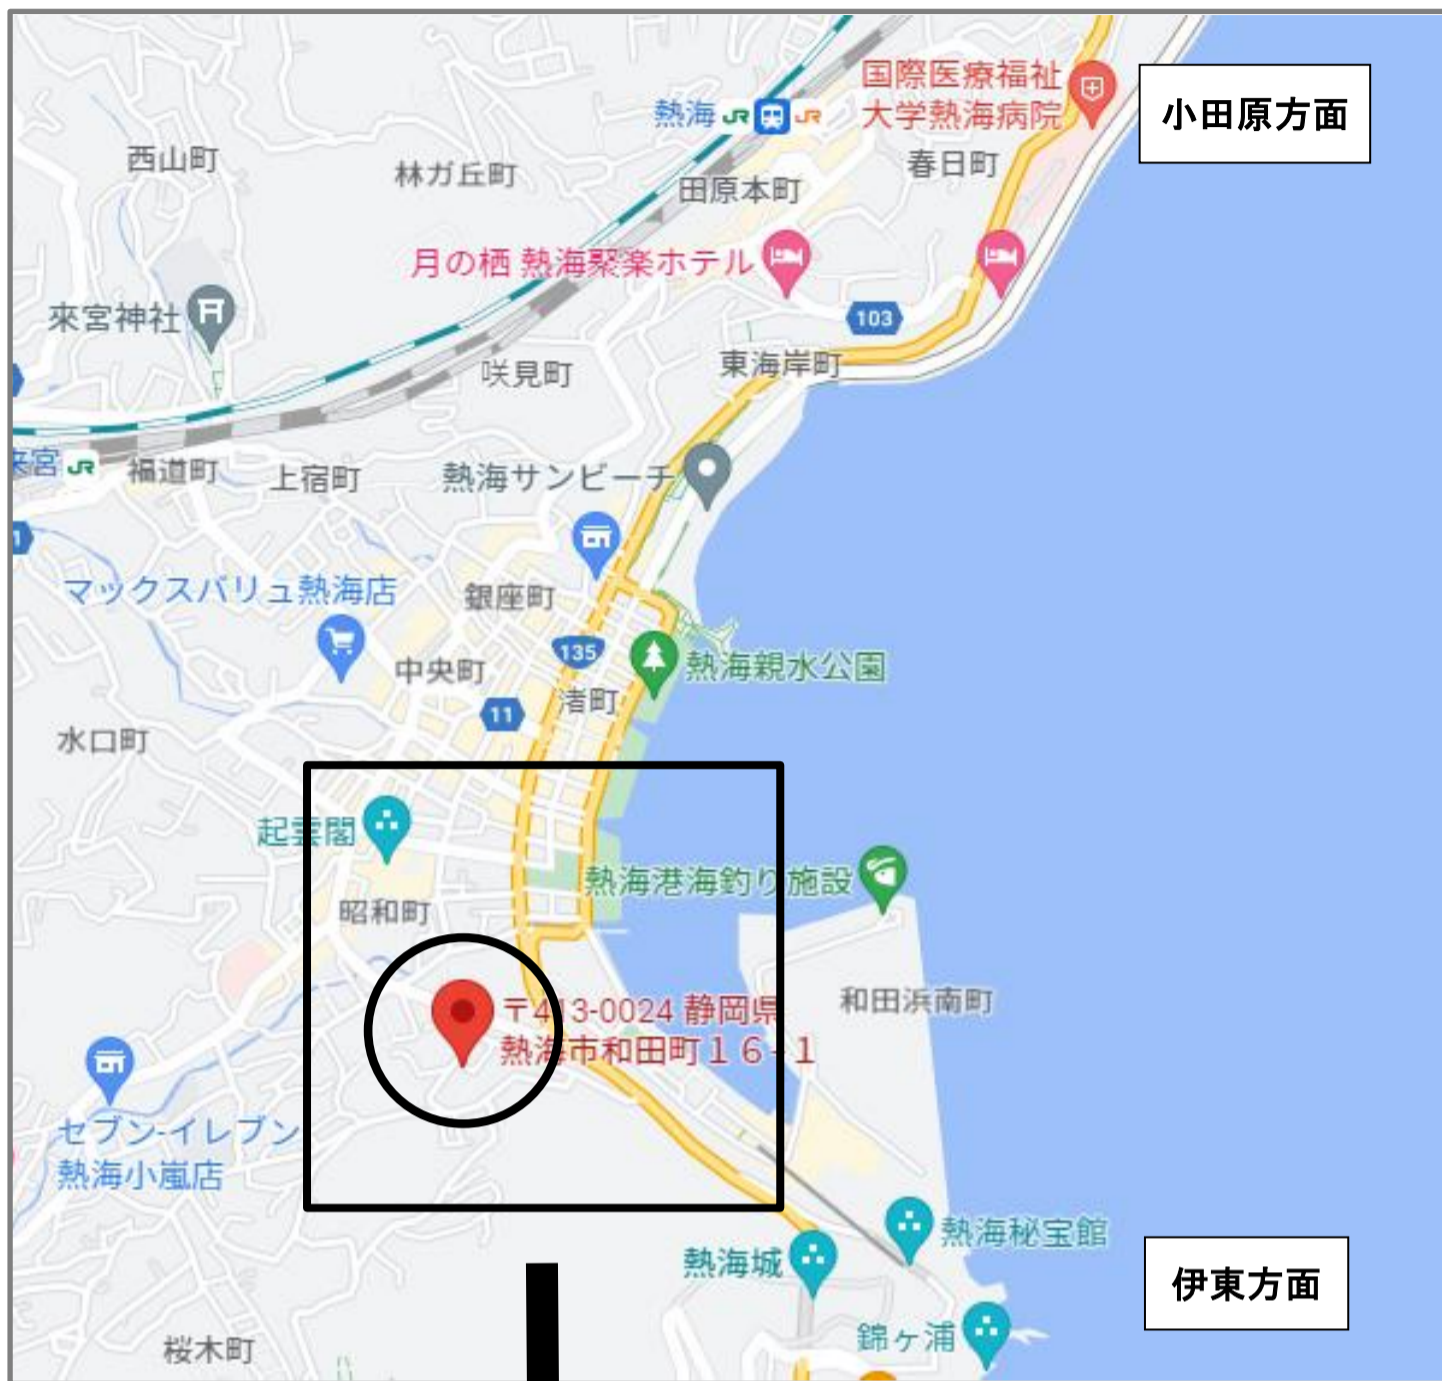 国際医療福祉
大学熱海病院
小田原方面
熱海 JR JR
西山町
林ガ丘町
春日町
田原本町
月の栖 熱海聚楽ホテル
來宮神社
103
咲見町
東海岸町
来宮 JR
福道町
上宿町
熱海サンビーチ
マックスバリュ熱海店
銀座町
135
中央町
熱海親水公園
渚町
11
水口町
起雲閣
熱海港海釣り施設
昭和町
和田浜南町
〒413-0024 静岡県
熱海市和田町16-1
セブン-イレブン
熱海小嵐店
熱海秘宝館
熱海城
伊東方面
錦ヶ浦
桜木町